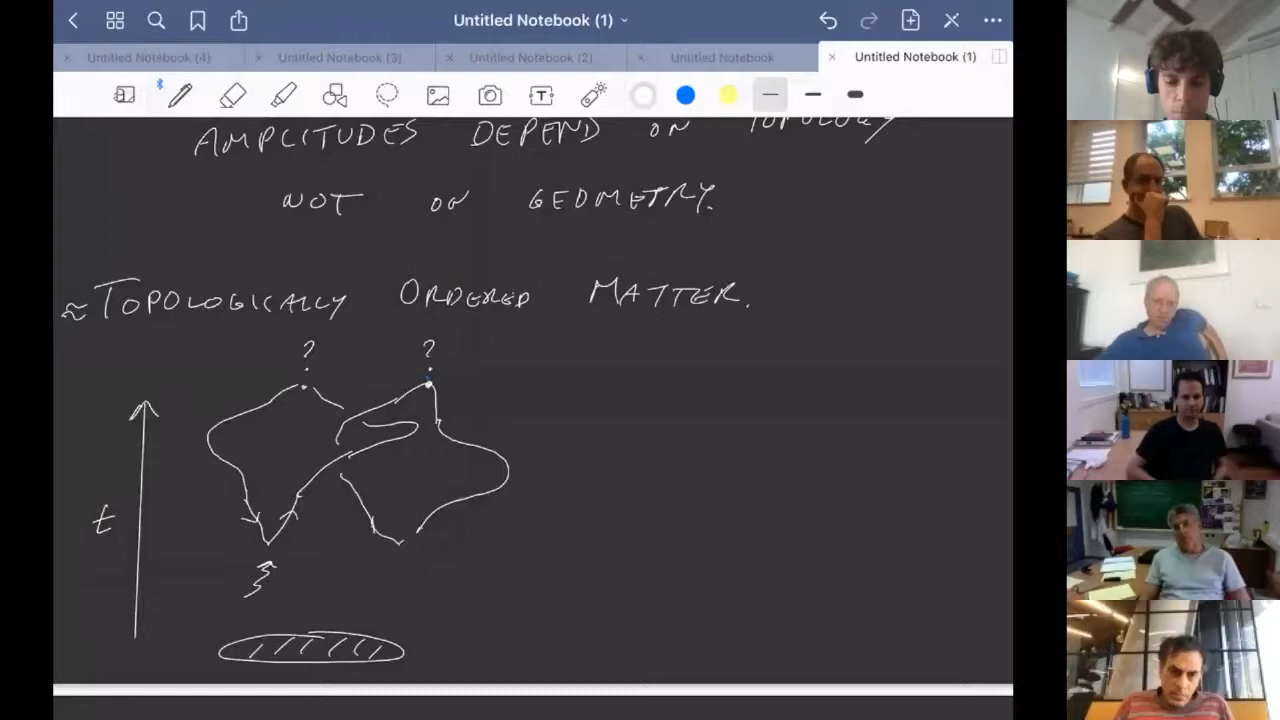 Untitled Notebook (1)
Untitled Notebook (4)
Untitled Notebook (3)
Untitled Notebook (2)
Untitled Notebook
Untitled Notebook (1)
T
AMPLITUDES DEPEND ON TOPOLOGY
NOT ON GEOMETRY.
≈ TOPOLOGICALLY ORDERED MATTER.
? ?
t